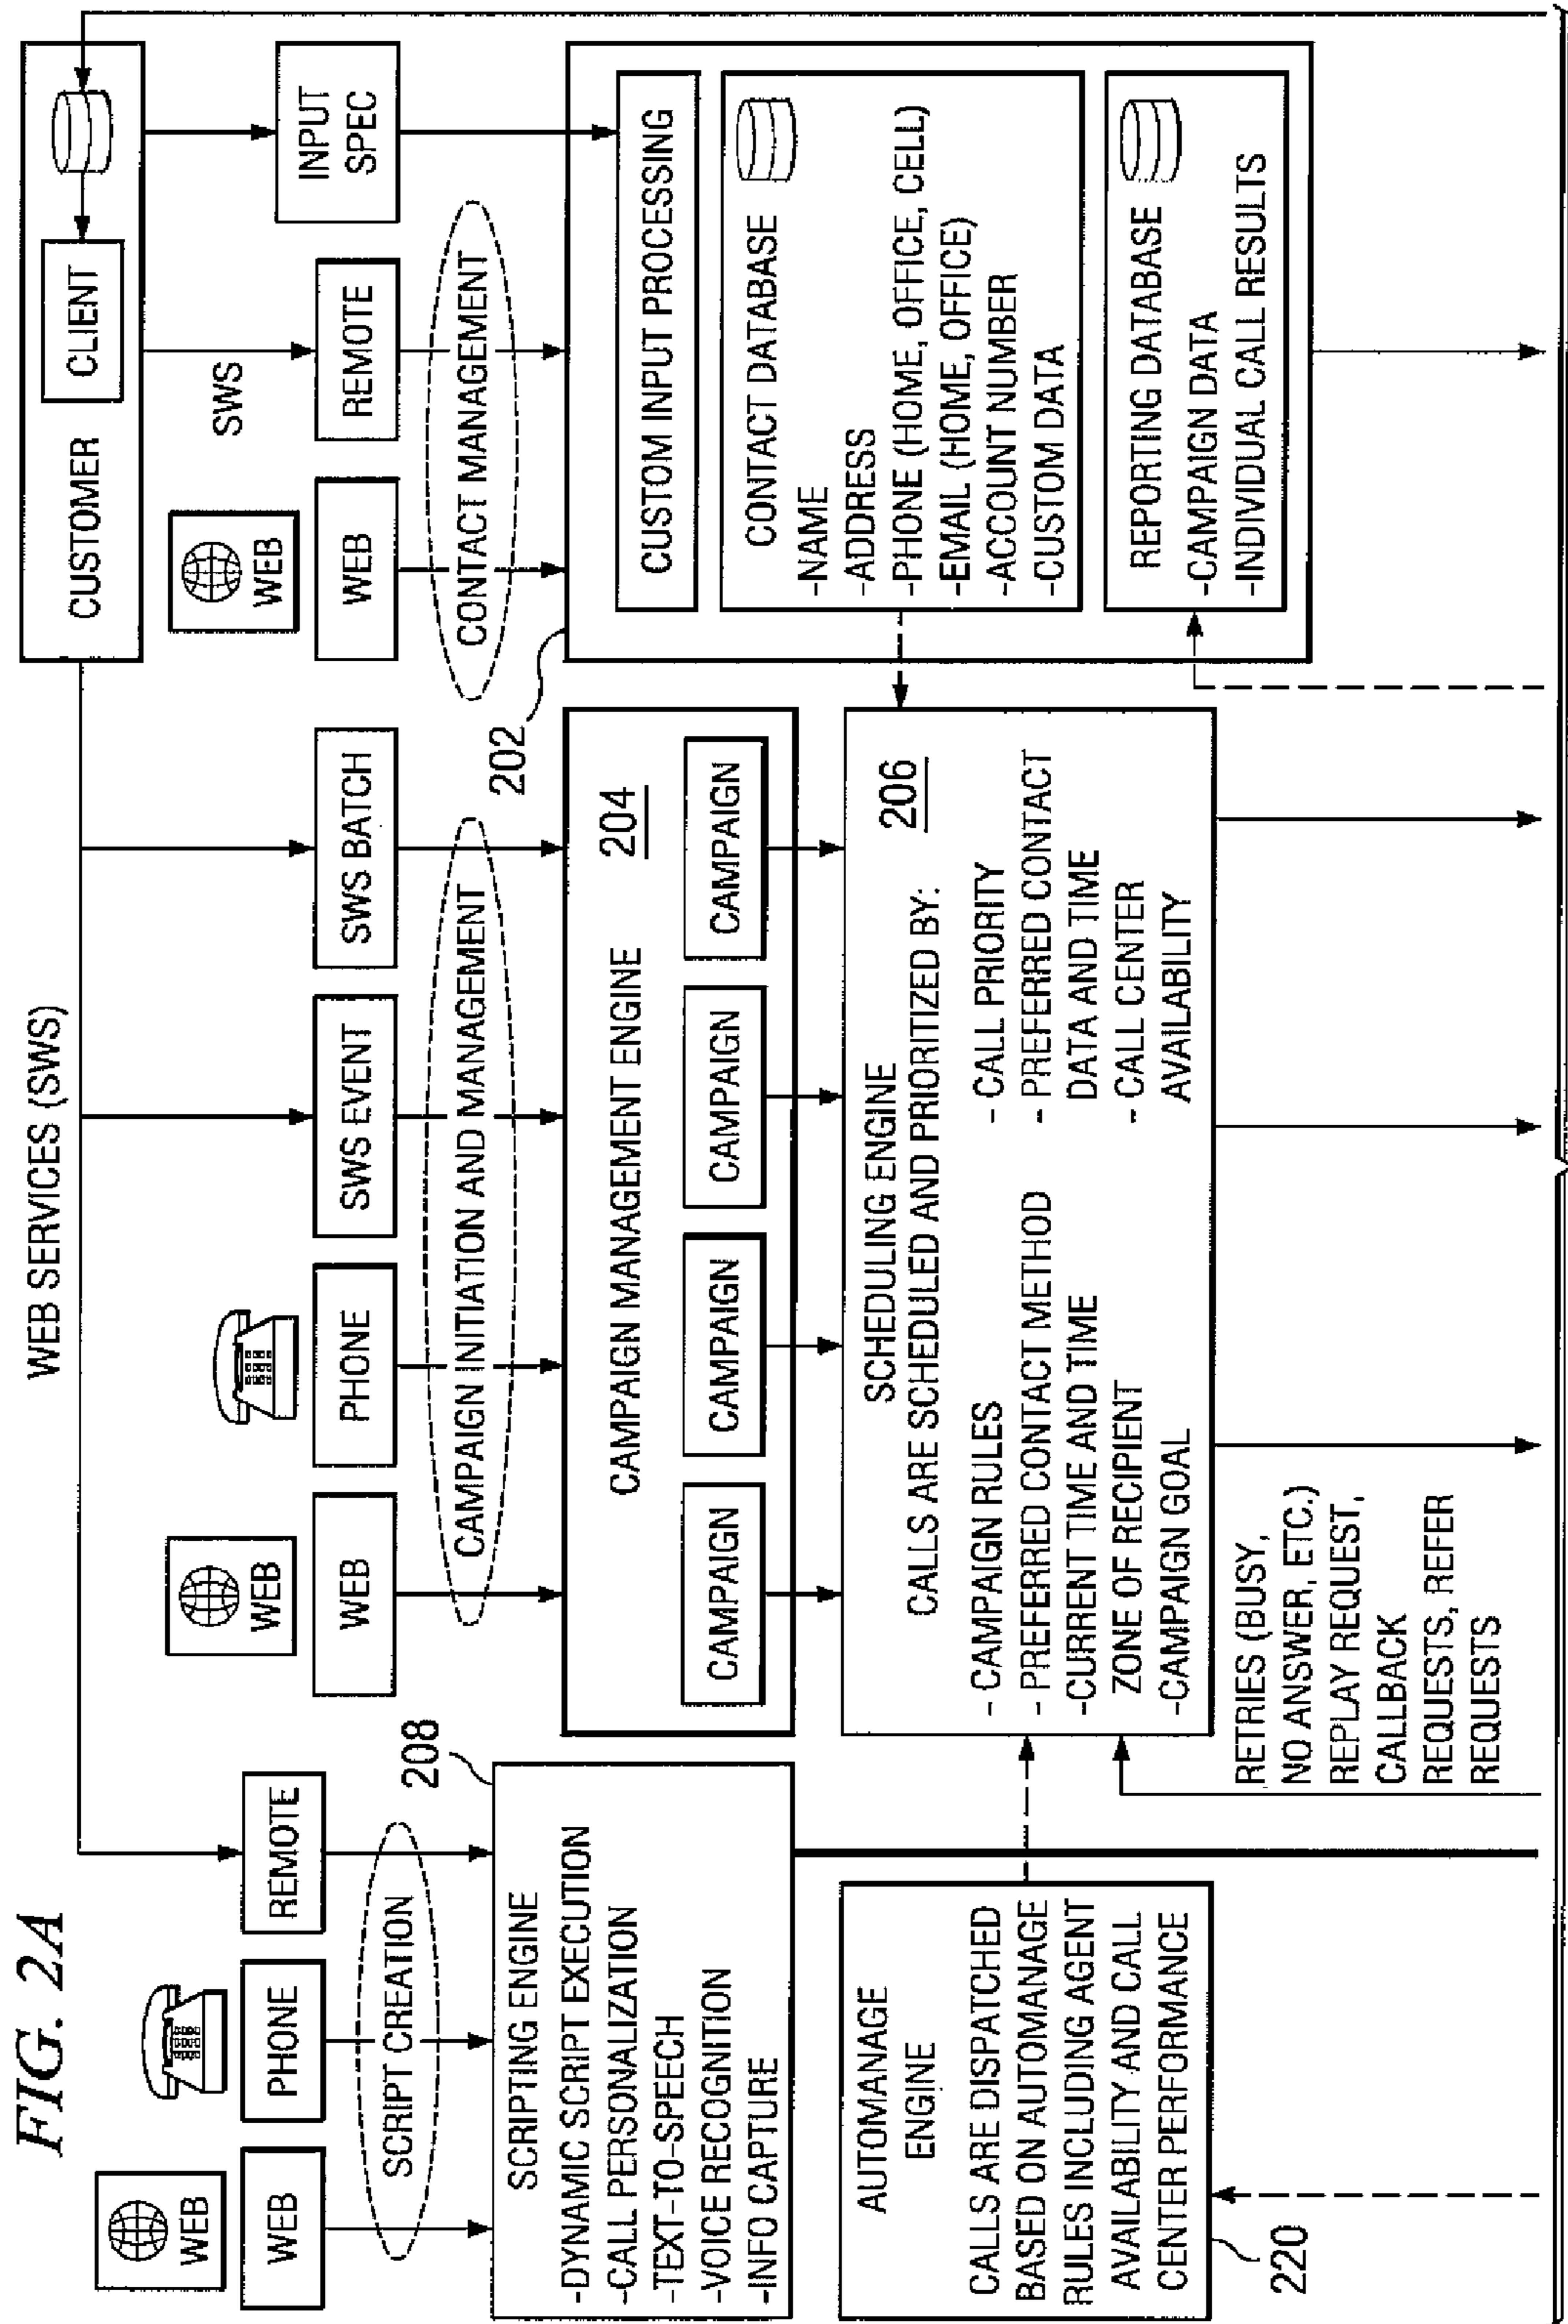 FIG. 2A
WEB SERVICES (SWS)
WEB
WEB
PHONE
REMOTE
SCRIPT CREATION
208
SCRIPTING ENGINE
-DYNAMIC SCRIPT EXECUTION
-CALL PERSONALIZATION
-TEXT-TO-SPEECH
-VOICE RECOGNITION
-INFO CAPTURE
AUTOMANAGE
ENGINE
CALLS ARE DISPATCHED
BASED ON AUTOMANAGE
RULES INCLUDING AGENT
AVAILABILITY AND CALL
CENTER PERFORMANCE
220
WEB
WEB
PHONE
SWS EVENT
SWS BATCH
CAMPAIGN INITIATION AND MANAGEMENT
CAMPAIGN MANAGEMENT ENGINE
204
CAMPAIGN
CAMPAIGN
CAMPAIGN
CAMPAIGN
SCHEDULING ENGINE
206
CALLS ARE SCHEDULED AND PRIORITIZED BY:
- CAMPAIGN RULES
- PREFERRED CONTACT METHOD
-CURRENT TIME AND TIME
ZONE OF RECIPIENT
-CAMPAIGN GOAL
- CALL PRIORITY
- PREFERRED CONTACT
DATA AND TIME
- CALL CENTER
AVAILABILITY
RETRIES (BUSY,
NO ANSWER, ETC.)
REPLAY REQUEST,
CALLBACK
REQUESTS, REFER
REQUESTS
CUSTOMER
CLIENT
WEB
WEB
SWS
REMOTE
INPUT
SPEC
CONTACT MANAGEMENT
202
CUSTOM INPUT PROCESSING
CONTACT DATABASE
-NAME
-ADDRESS
-PHONE (HOME, OFFICE, CELL)
-EMAIL (HOME, OFFICE)
-ACCOUNT NUMBER
-CUSTOM DATA
REPORTING DATABASE
-CAMPAIGN DATA
-INDIVIDUAL CALL RESULTS